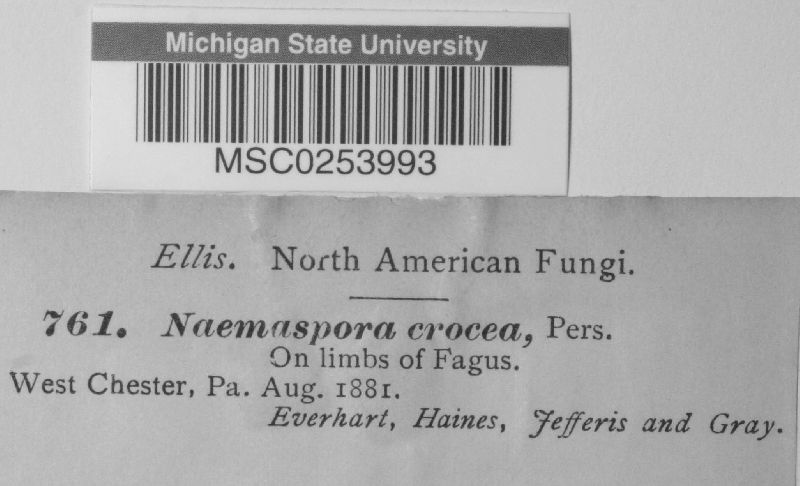 Michigan State University
MSC0253993
Ellis. North American Fungi.
761. Naemaspora crocea, Pers.
On limbs of Fagus.
West Chester, Pa. Aug. 1881.
Everhart, Haines, Jefferis and Gray.